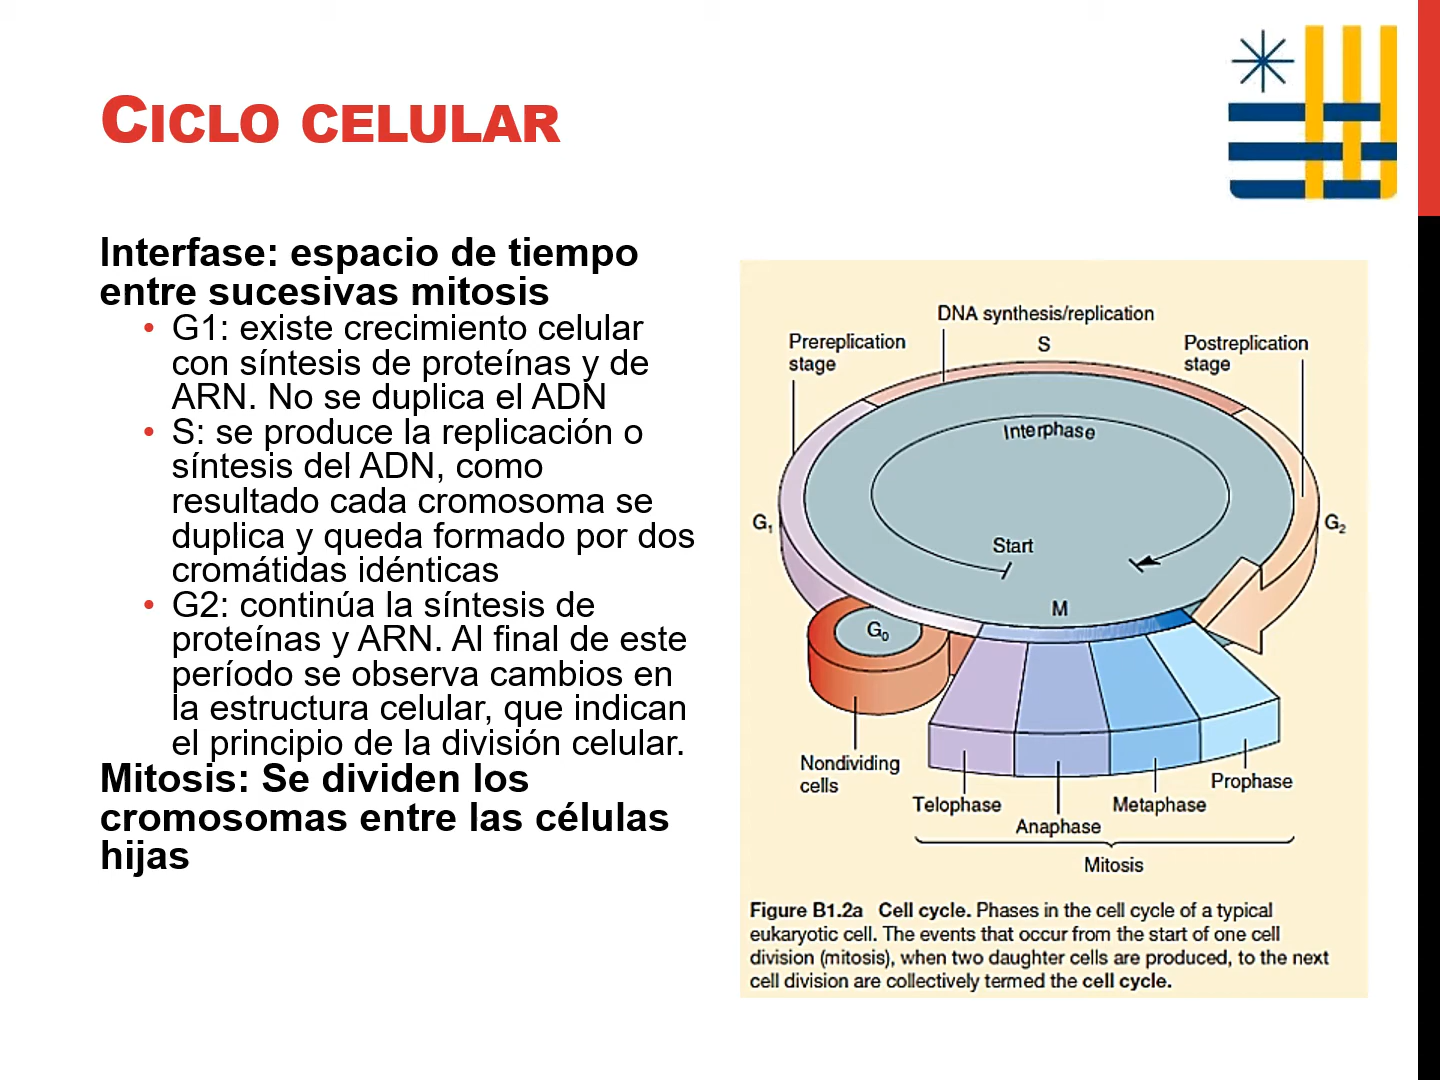 CICLO CELULAR
Interfase: espacio de tiempo
entre sucesivas mitosis
• G1: existe crecimiento celular
con síntesis de proteínas y de
ARN. No se duplica el ADN
• S: se produce la replicación o
síntesis del ADN, como
resultado cada cromosoma se
duplica y queda formado por dos
cromátidas idénticas
• G2: continúa la síntesis de
proteínas y ARN. Al final de este
período se observa cambios en
la estructura celular, que indican
el principio de la división celular.
Mitosis: Se dividen los
cromosomas entre las células
hijas
DNA synthesis/replication
S
Prereplication
stage
Postreplication
stage
Interphase
G₁
G₂
Start
M
G₀
Nondividing
cells
Telophase
Anaphase
Metaphase
Prophase
Mitosis
Figure B1.2a Cell cycle. Phases in the cell cycle of a typical
eukaryotic cell. The events that occur from the start of one cell
division (mitosis), when two daughter cells are produced, to the next
cell division are collectively termed the cell cycle.